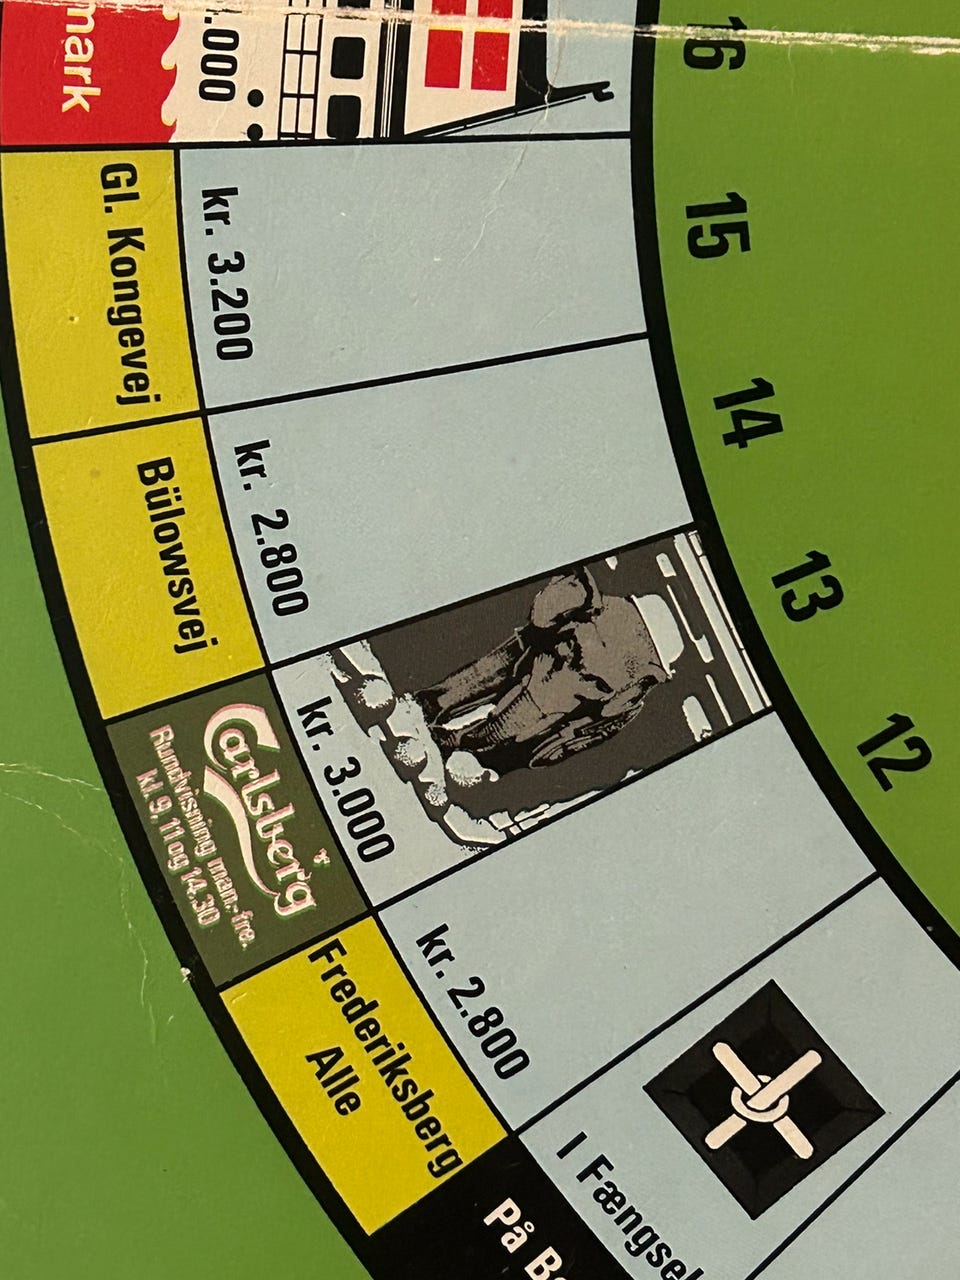 mark
.000
16
Gl. Kongevej
kr. 3.200
15
Bülowsvej
kr. 2.800
14
Carlsberg
Rundvisning man.-fre.
kl 9, 11 og 14.30
kr. 3.000
13
Frederiksberg
Alle
kr. 2.800
12
I Fængsel
På